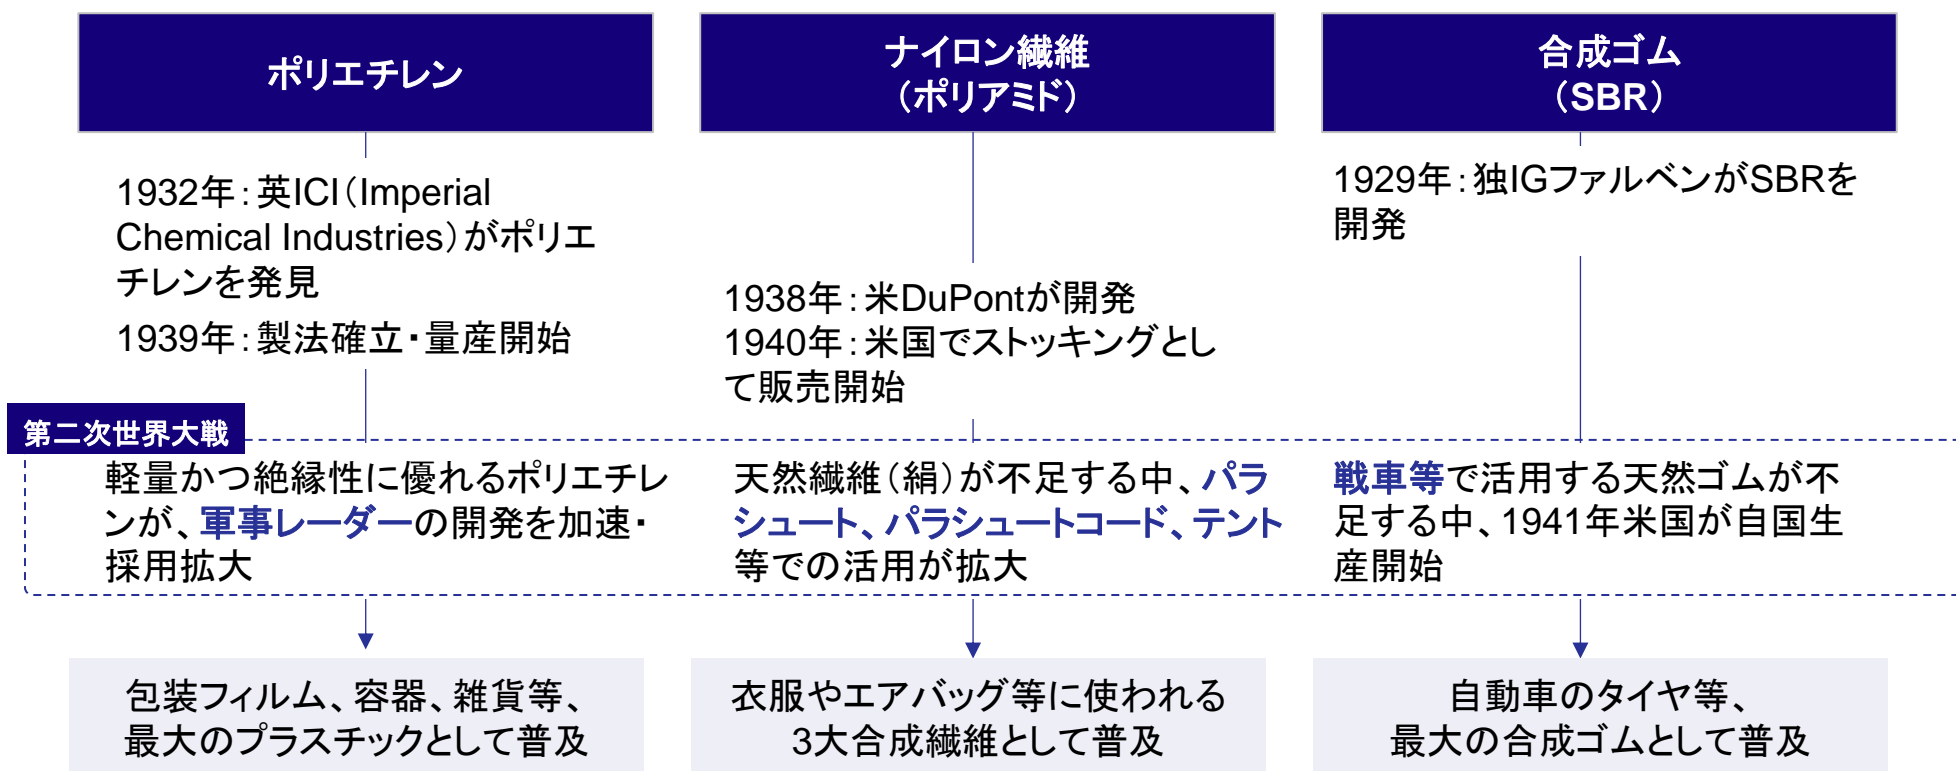 ポリエチレン
1932年：英ICI（Imperial
Chemical Industries）がポリエ
チレンを発見
1939年：製法確立・量産開始
ナイロン繊維
（ポリアミド）
1938年：米DuPontが開発
1940年：米国でストッキングとし
て販売開始
合成ゴム
（SBR）
1929年：独IGファルベンがSBRを
開発
第二次世界大戦
軽量かつ絶縁性に優れるポリエチレ
ンが、軍事レーダーの開発を加速・
採用拡大
天然繊維（絹）が不足する中、パラ
シュート、パラシュートコード、テント
等での活用が拡大
戦車等で活用する天然ゴムが不
足する中、1941年米国が自国生
産開始
包装フィルム、容器、雑貨等、
最大のプラスチックとして普及
衣服やエアバッグ等に使われる
3大合成繊維として普及
自動車のタイヤ等、
最大の合成ゴムとして普及